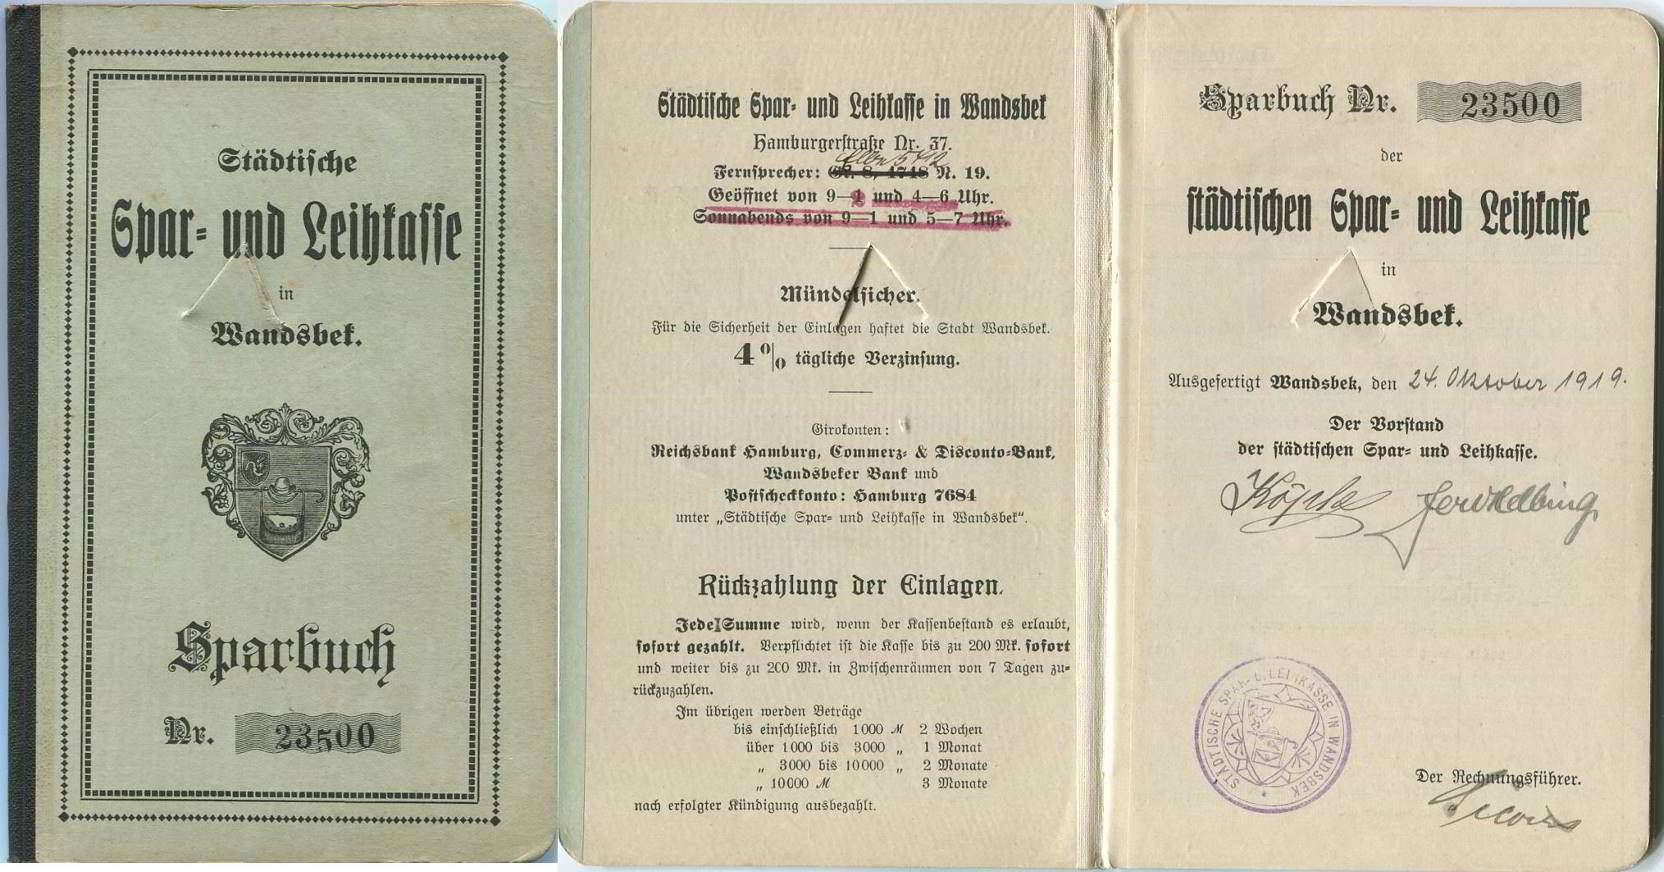 Städtische
Spar- und Leihkasse
in
Wandsbek.
Sparbuch
Nr. 23500
Städtische Spar- und Leihkasse in Wandsbek
Hamburgerstraße Nr. 37.
Elbe 5412
Fernsprecher: Gr. 8, 4748 N. 19.
Geöffnet von 9—1 und 4—6 Uhr.
Sonnabends von 9—1 und 5—7 Uhr.
Mündelsicher.
Für die Sicherheit der Einlagen haftet die Stadt Wandsbek.
4% tägliche Verzinsung.
Girokonten:
Reichsbank Hamburg, Commerz- & Disconto-Bank,
Wandsbeker Bank und
Postscheckkonto: Hamburg 7684
unter „Städtische Spar- und Leihkasse in Wandsbek“.
Rückzahlung der Einlagen.
Jede Summe wird, wenn der Kassenbestand es erlaubt,
sofort gezahlt. Verpflichtet ist die Kasse bis zu 200 Mk. sofort
und weiter bis zu 200 Mk. in Zwischenräumen von 7 Tagen zu-
rückzuzahlen.
Im übrigen werden Beträge
bis einschließlich 1000 M 2 Wochen
über 1000 bis 3000 „ 1 Monat
„ 3000 bis 10000 „ 2 Monate
„ 10000 M 3 Monate
nach erfolgter Kündigung ausbezahlt.
Sparbuch Nr. 23500
der
städtischen Spar- und Leihkasse
in
Wandsbek.
Ausgefertigt Wandsbek, den 24. Oktober 1919.
Der Vorstand
der städtischen Spar- und Leihkasse.
STÄDTISCHE SPAR- U. LEIHKASSE IN WANDSBEK
Der Rechnungsführer.